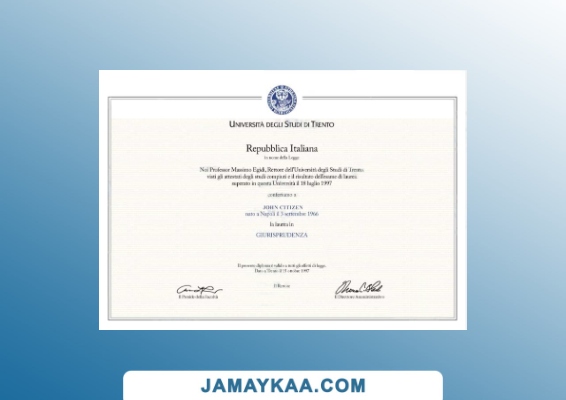 UNIVERSITÀ DEGLI STUDI DI TRENTO
Repubblica Italiana
in nome della Legge
Noi Professor Massimo Egidi, Rettore dell'Università degli Studi di Trento
visti gli attestati degli studi compiuti e il risultato dell'esame di laurea
superato in questa Università il 18 luglio 1997
conferiamo a
JOHN CITIZEN
nato a Napoli il 3 settembre 1966
la laurea in
GIURISPRUDENZA
Il presente diploma è valido a tutti gli effetti di legge.
Dato a Trento il 15 ottobre 1997
Il Rettore
Il Preside della Facoltà
Il Direttore Amministrativo
JAMAYKAA.COM